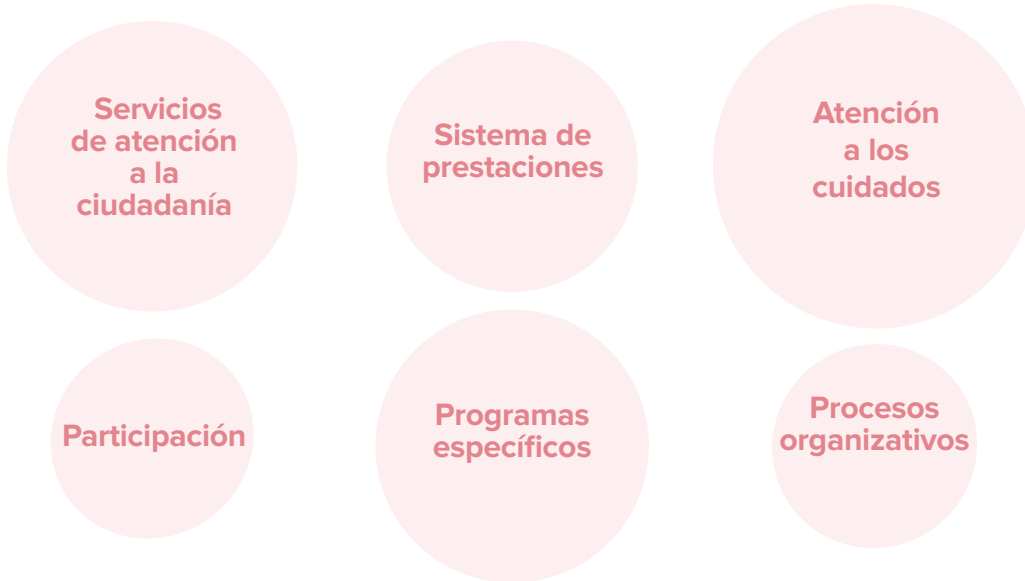 Servicios
de atención
a la
ciudadanía
Sistema de
prestaciones
Atención
a los
cuidados
Participación
Programas
específicos
Procesos
organizativos